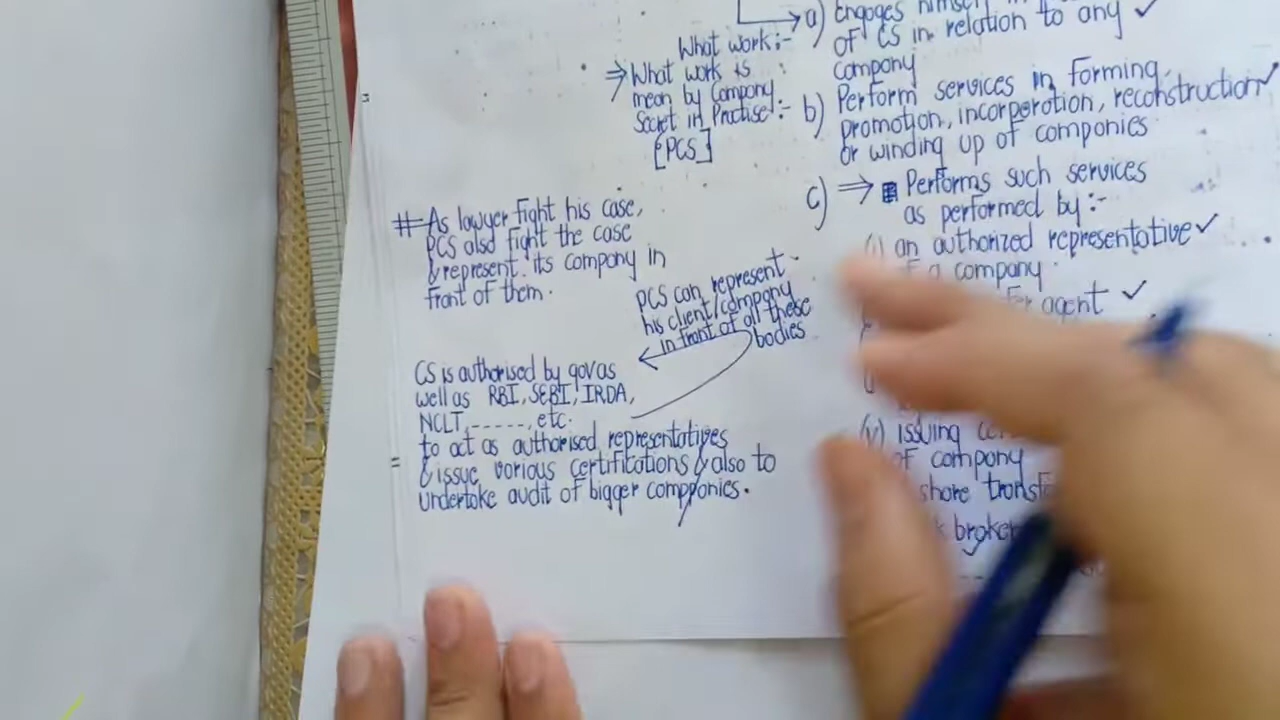 a) Engages himself in
of CS in relation to any ✓
company
What work:-
⇒ What work is
mean by Company
Secret in Practise:-
[PCS]
b) Perform services in forming,
promotion, incorporation, reconstruction ✓
or winding up of companies
c) ⇒ Performs such services
as performed by:-
an authorized representative ✓
of a company
agent ✓
(v) issuing
of company
share
broker
# As lawyer fight his case,
PCS also fight the case
& represent its company in
front of them.
PCS can represent
his client/company
in front of all these
bodies
CS is authorised by gov as
well as RBI, SEBI, IRDA,
NCLT,-----, etc.
to act as authorised representatives
& issue various certifitations & also to
undertake audit of bigger companies.